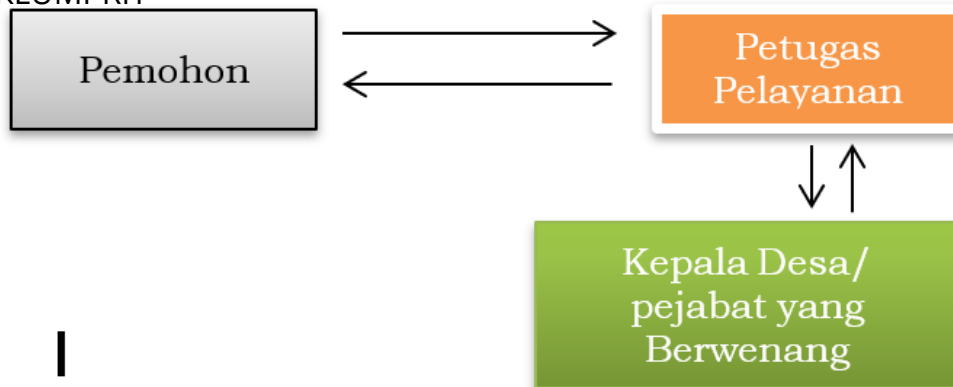 Pemohon
Petugas
Pelayanan
Kepala Desa/
pejabat yang
Berwenang